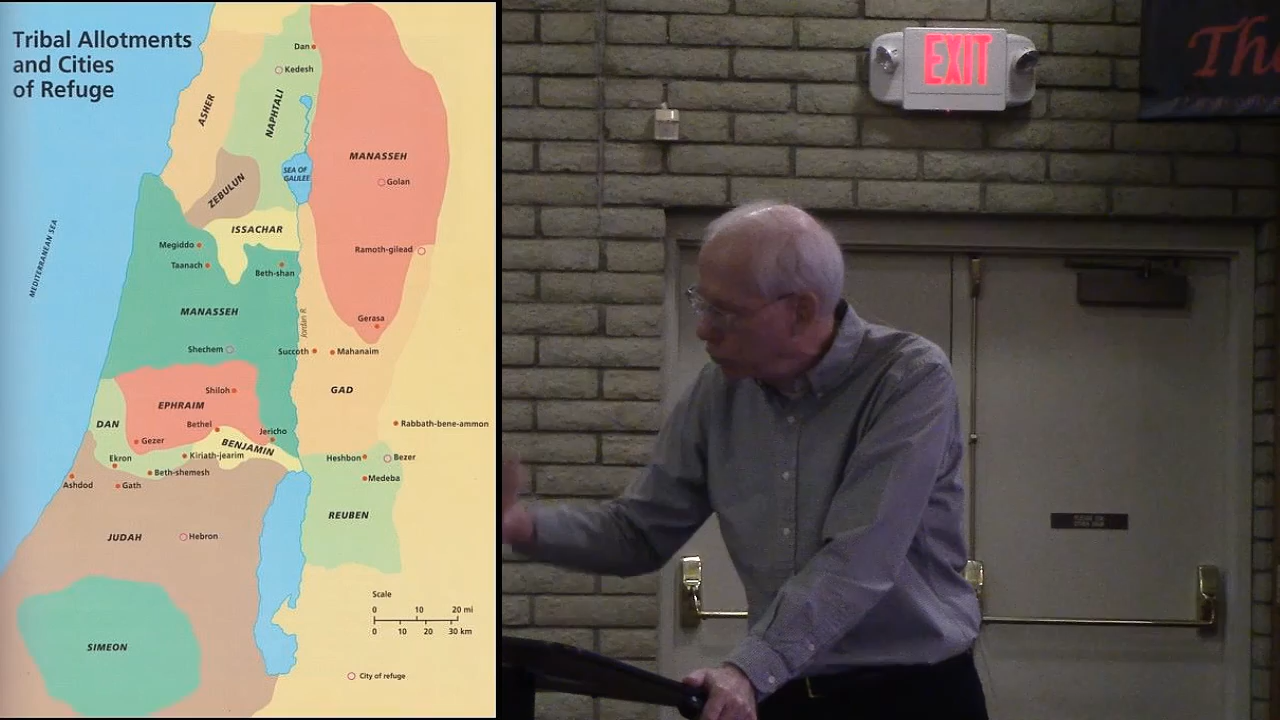 Tribal Allotments
and Cities
of Refuge
Dan
Kedesh
ASHER
NAPHTALI
MANASSEH
SEA OF
GALILEE
Golan
ZEBULUN
ISSACHAR
MEDITERRANEAN SEA
Megiddo
Ramoth-gilead
Taanach
Beth-shan
MANASSEH
Jordan R.
Gerasa
Shechem
Succoth
Mahanaim
Shiloh
GAD
EPHRAIM
DAN
Bethel
Jericho
Rabbath-bene-ammon
Gezer
BENJAMIN
Ekron
Kiriath-jearim
Heshbon
Bezer
Beth-shemesh
Medeba
Ashdod
Gath
REUBEN
JUDAH
Hebron
Scale
0 10 20 mi
0 10 20 30 km
SIMEON
City of refuge
EXIT